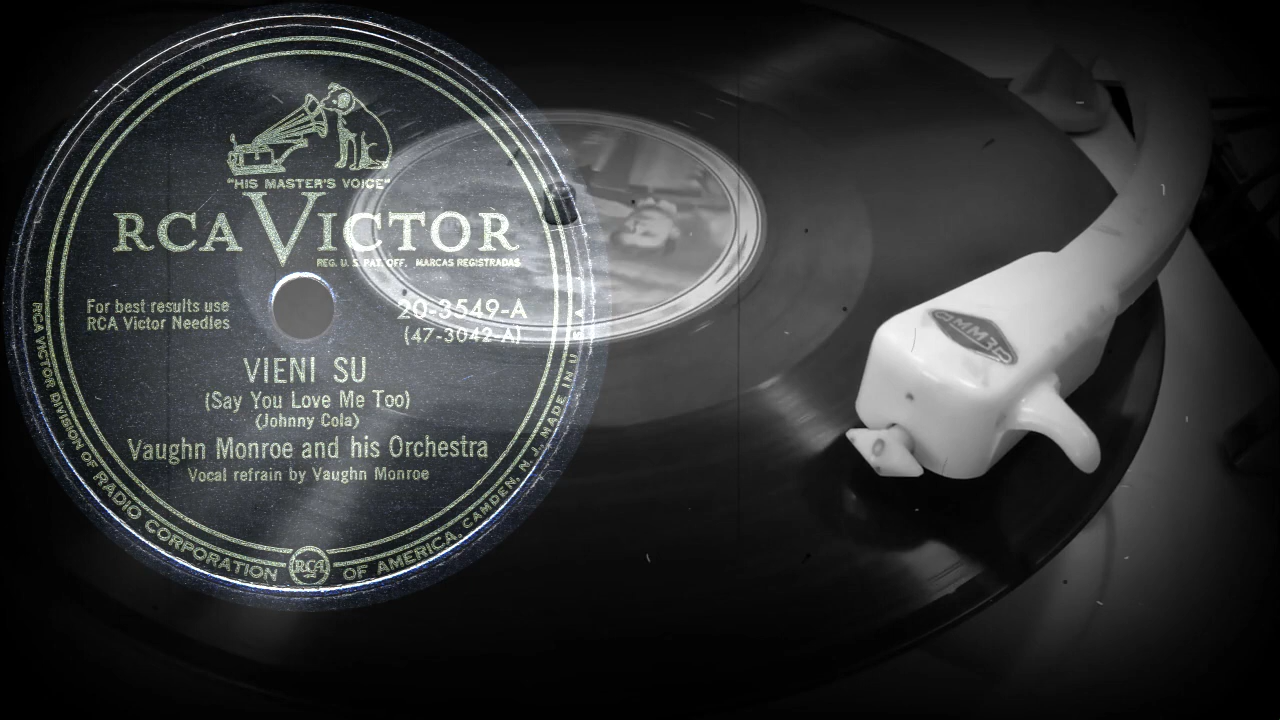 "HIS MASTER'S VOICE"
RCA VICTOR
REG. U. S. PAT. OFF. MARCAS REGISTRADAS
For best results use
RCA Victor Needles
20-3549-A
(47-3042-A)
VIENI SU
(Say You Love Me Too)
(Johnny Cola)
Vaughn Monroe and his Orchestra
Vocal refrain by Vaughn Monroe
RCA VICTOR DIVISION OF RADIO CORPORATION OF AMERICA, CAMDEN, N. J. MADE IN U. S. A.
RCA